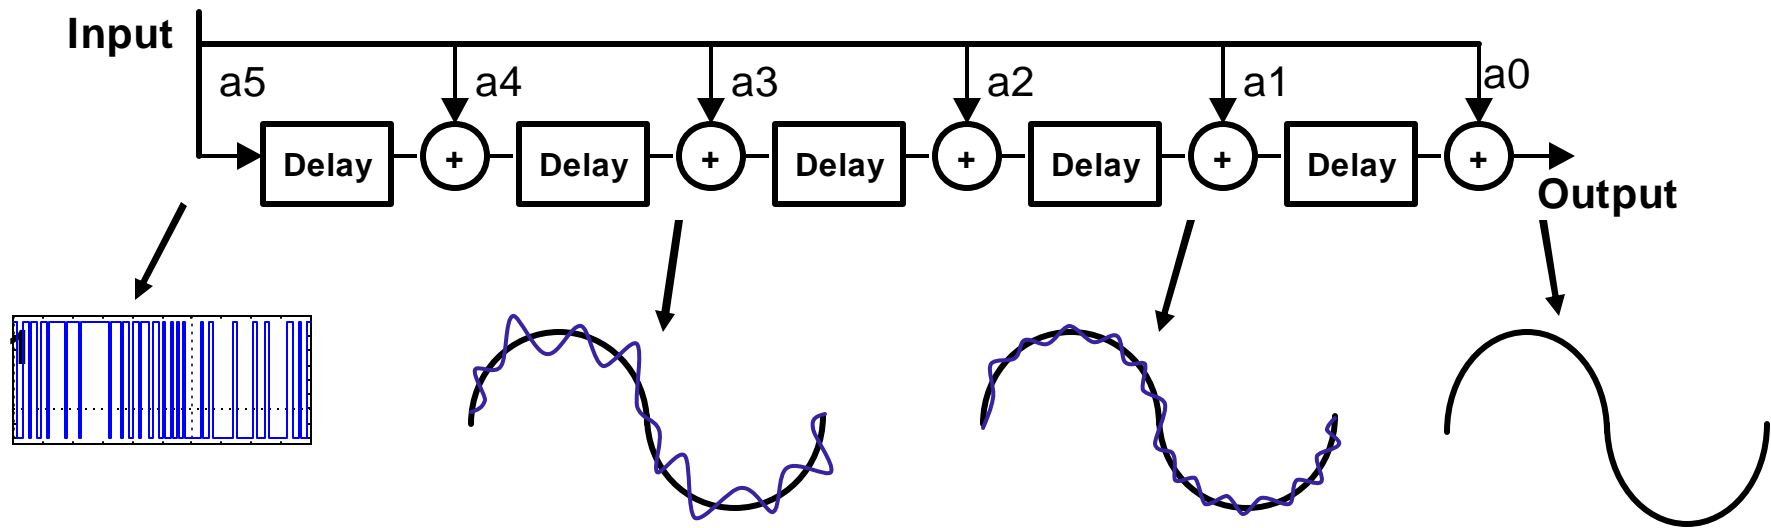 Input
a5 a4 a3 a2 a1 a0
Delay + Delay + Delay + Delay + Delay +
Output
1